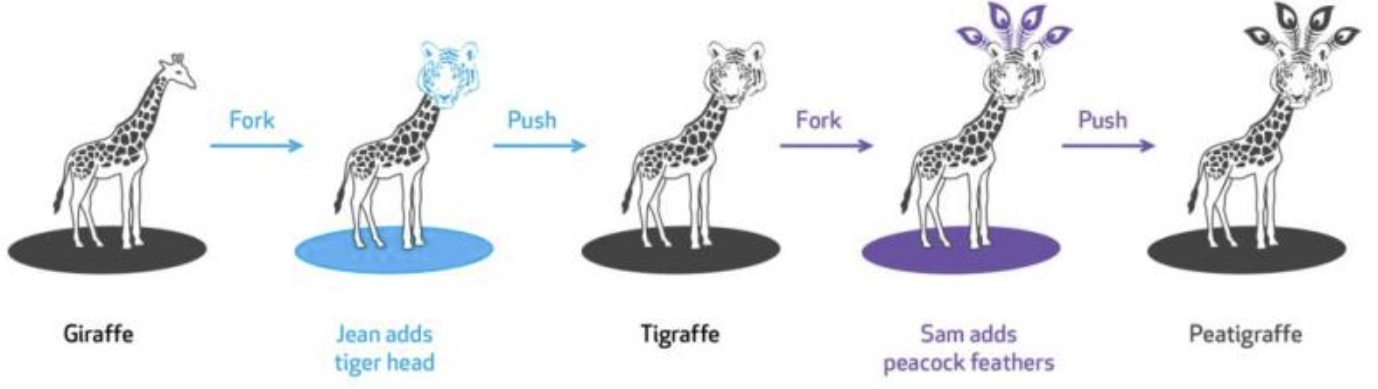 Fork
Push
Fork
Push
Giraffe
Jean adds
tiger head
Tigraffe
Sam adds
peacock feathers
Peatigraffe